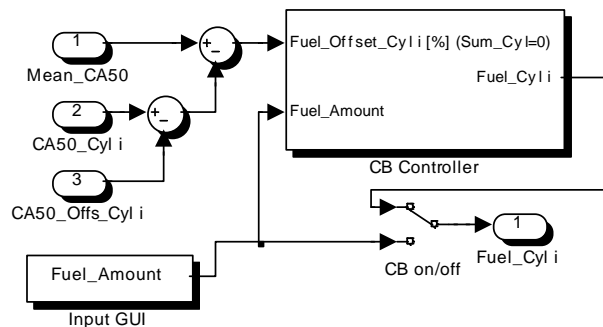 1
Mean_CA50
2
CA50_Cyl i
3
CA50_Offs_Cyl i
Fuel_Offset_Cyl i [%] (Sum_Cyl=0)
Fuel_Cyl i
Fuel_Amount
CB Controller
1
Fuel_Cyl i
CB on/off
Fuel_Amount
Input GUI